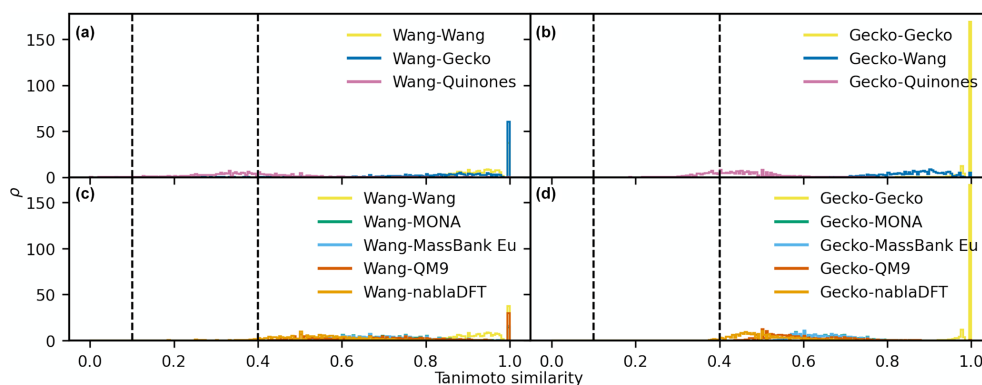 (a)
Wang-Wang
Wang-Gecko
Wang-Quinones
150
100
50
0
(b)
Gecko-Gecko
Gecko-Wang
Gecko-Quinones
(c)
Wang-Wang
Wang-MONA
Wang-MassBank Eu
Wang-QM9
Wang-nablaDFT
150
100
50
0
(d)
Gecko-Gecko
Gecko-MONA
Gecko-MassBank Eu
Gecko-QM9
Gecko-nablaDFT
ρ
0.0 0.2 0.4 0.6 0.8 1.0
0.0 0.2 0.4 0.6 0.8 1.0
Tanimoto similarity